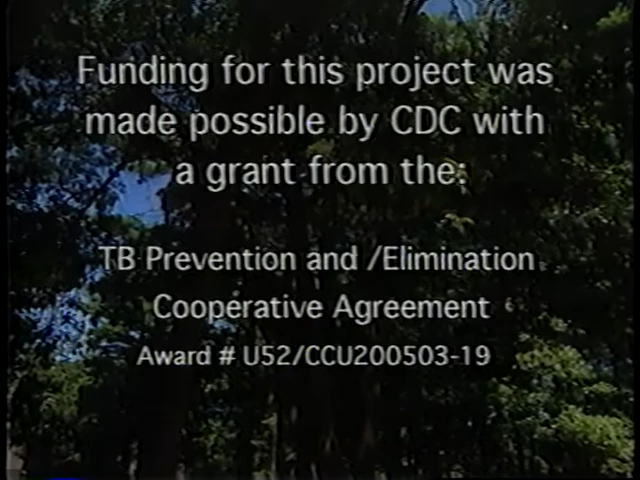 Funding for this project was
made possible by CDC with
a grant from the:
TB Prevention and /Elimination
Cooperative Agreement
Award # U52/CCU200503-19